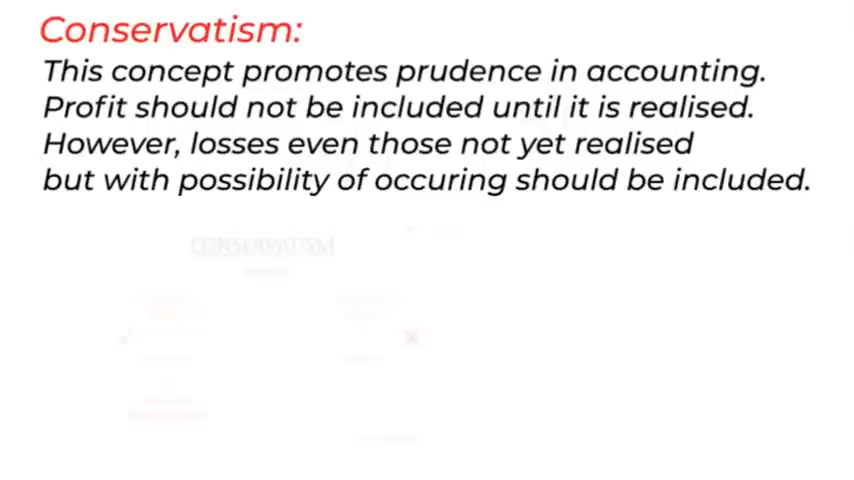 Conservatism:
This concept promotes prudence in accounting.
Profit should not be included until it is realised.
However, losses even those not yet realised
but with possibility of occuring should be included.
CONSERVATISM